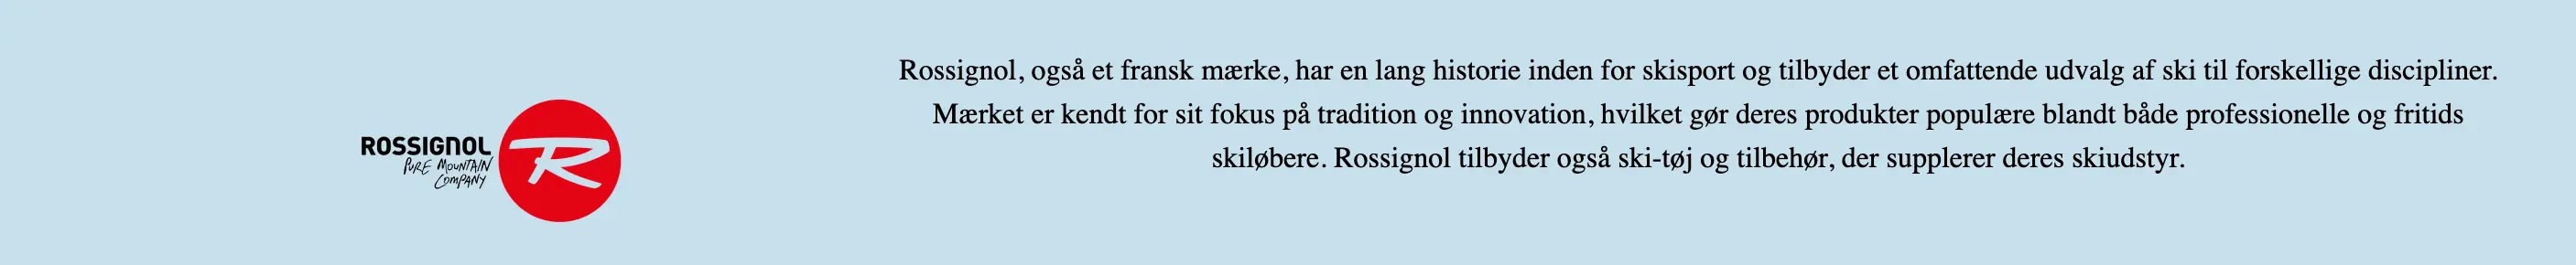 ROSSIGNOL
PURE MOUNTAIN
COMPANY
R
Rossignol, også et fransk mærke, har en lang historie inden for skisport og tilbyder et omfattende udvalg af ski til forskellige discipliner.
Mærket er kendt for sit fokus på tradition og innovation, hvilket gør deres produkter populære blandt både professionelle og fritids
skiløbere. Rossignol tilbyder også ski-tøj og tilbehør, der supplerer deres skiudstyr.